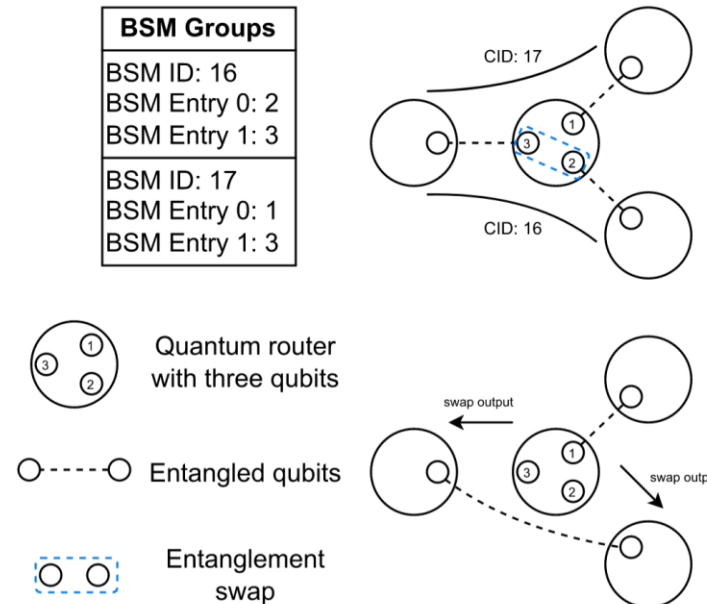 BSM Groups
BSM ID: 16
BSM Entry 0: 2
BSM Entry 1: 3
BSM ID: 17
BSM Entry 0: 1
BSM Entry 1: 3
CID: 17
1
3
2
CID: 16
1
3
2
Quantum router
with three qubits
Entangled qubits
Entanglement
swap
swap output
1
3
2
swap outp